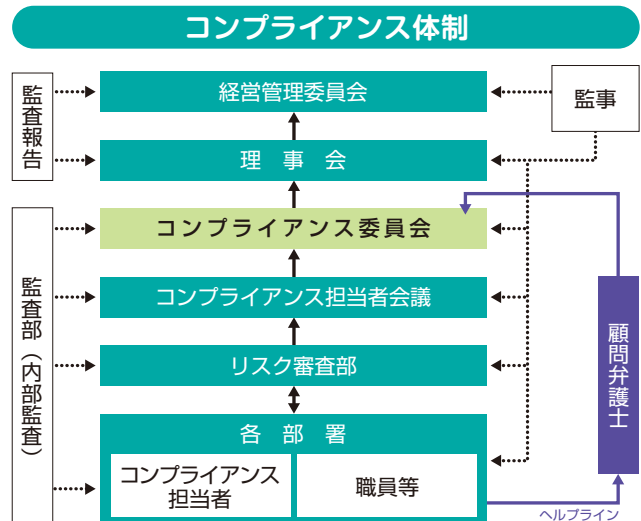 コンプライアンス体制
監査報告
経営管理委員会
監事
理事会
コンプライアンス委員会
監査部（内部監査）
コンプライアンス担当者会議
顧問弁護士
リスク審査部
各部署
コンプライアンス
担当者
職員等
ヘルプライン